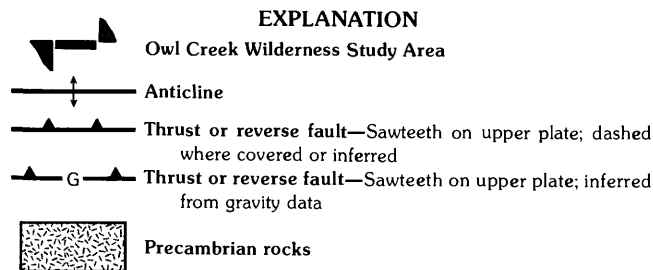 EXPLANATION
Owl Creek Wilderness Study Area
Anticline
Thrust or reverse fault—Sawteeth on upper plate; dashed
where covered or inferred
G
Thrust or reverse fault—Sawteeth on upper plate; inferred
from gravity data
Precambrian rocks